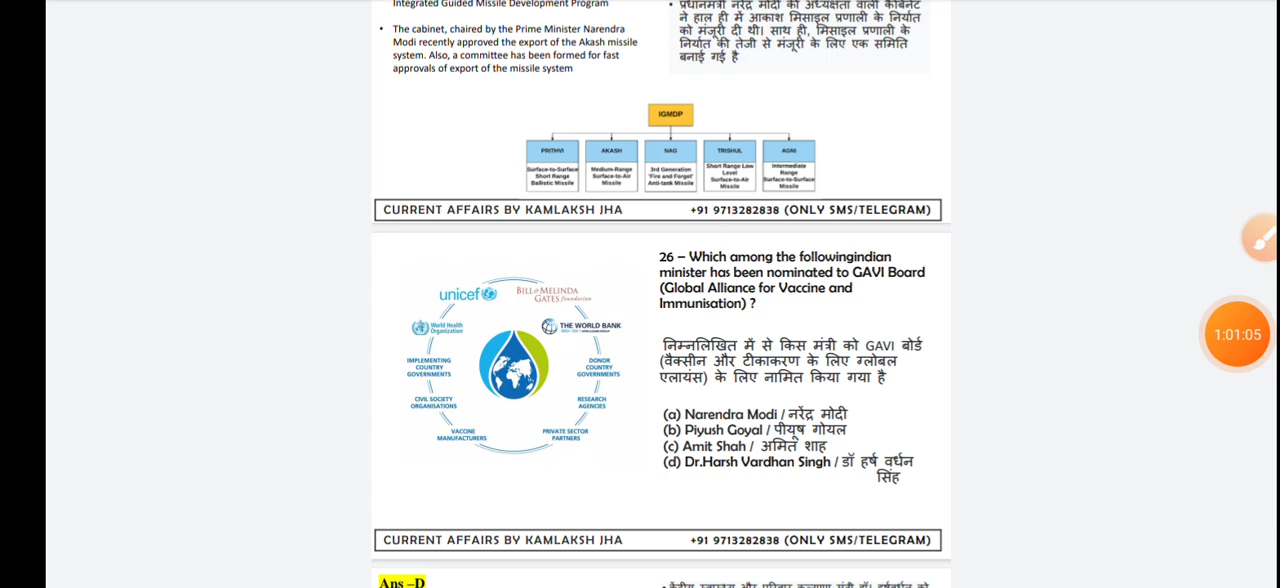 Integrated Guided Missile Development Program
• The cabinet, chaired by the Prime Minister Narendra
Modi recently approved the export of the Akash missile
system. Also, a committee has been formed for fast
approvals of export of the missile system
• प्रधानमंत्री नरेंद्र मोदी की अध्यक्षता वाली कैबिनेट
ने हाल ही में आकाश मिसाइल प्रणाली के निर्यात
को मंजूरी दी थी। साथ ही, मिसाइल प्रणाली के
निर्यात की तेजी से मंजूरी के लिए एक समिति
बनाई गई है
IGMDP
PRITHVI
Surface-to-Surface
Short Range
Ballistic Missile
AKASH
Medium-Range
Surface-to-Air
Missile
NAG
3rd Generation
'Fire and Forget'
Anti-tank Missile
TRISHUL
Short Range Low
Level
Surface-to-Air
Missile
AGNI
Intermediate
Range
Surface-to-Surface
Missile
CURRENT AFFAIRS BY KAMLAKSH JHA +91 9713282838 (ONLY SMS/TELEGRAM)
unicef
BILL & MELINDA
GATES foundation
World Health
Organization
THE WORLD BANK
IMPLEMENTING
COUNTRY
GOVERNMENTS
DONOR
COUNTRY
GOVERNMENTS
CIVIL SOCIETY
ORGANISATIONS
RESEARCH
AGENCIES
VACCINE
MANUFACTURERS
PRIVATE SECTOR
PARTNERS
26 – Which among the followingindian
minister has been nominated to GAVI Board
(Global Alliance for Vaccine and
Immunisation) ?
निम्नलिखित में से किस मंत्री को GAVI बोर्ड
(वैक्सीन और टीकाकरण के लिए ग्लोबल
एलायंस) के लिए नामित किया गया है
(a) Narendra Modi / नरेंद्र मोदी
(b) Piyush Goyal / पीयूष गोयल
(c) Amit Shah / अमित शाह
(d) Dr.Harsh Vardhan Singh / डॉ हर्ष वर्धन
सिंह
1:01:05
CURRENT AFFAIRS BY KAMLAKSH JHA +91 9713282838 (ONLY SMS/TELEGRAM)
Ans –D